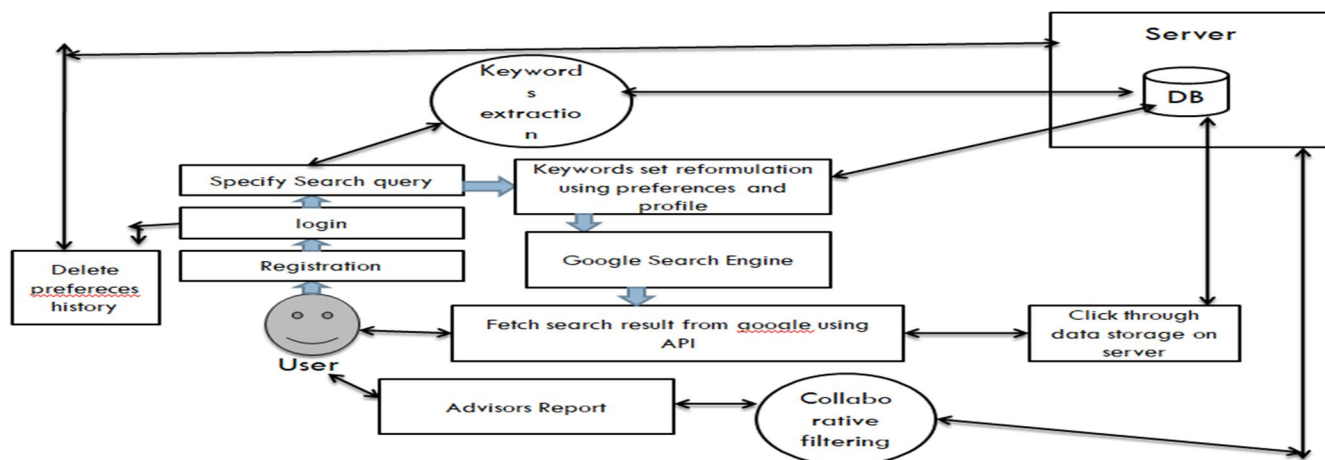 Server
DB
Keyword
s
extractio
n
Specify Search query
Keywords set reformulation
using preferences and
profile
login
Registration
Google Search Engine
Delete
prefereces
history
User
Fetch search result from google using
API
Click through
data storage on
server
Advisors Report
Collabo
rative
filtering